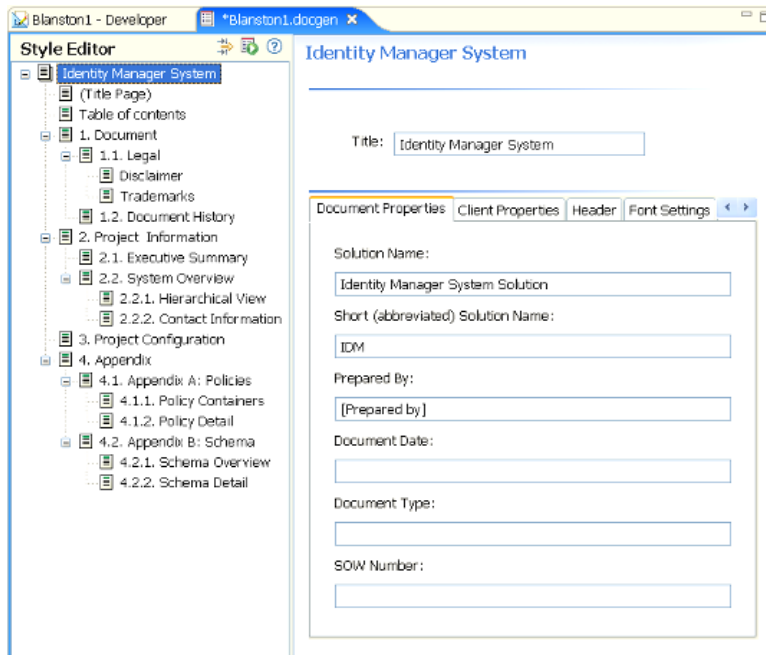 Blanston1 - Developer
*Blanston1.docgen
Style Editor
Identity Manager System
(Title Page)
Table of contents
1. Document
1.1. Legal
Disclaimer
Trademarks
1.2. Document History
2. Project Information
2.1. Executive Summary
2.2. System Overview
2.2.1. Hierarchical View
2.2.2. Contact Information
3. Project Configuration
4. Appendix
4.1. Appendix A: Policies
4.1.1. Policy Containers
4.1.2. Policy Detail
4.2. Appendix B: Schema
4.2.1. Schema Overview
4.2.2. Schema Detail
Identity Manager System
Title: Identity Manager System
Document Properties Client Properties Header Font Settings
Solution Name:
Identity Manager System Solution
Short (abbreviated) Solution Name:
IDM
Prepared By:
[Prepared by]
Document Date:
Document Type:
SOW Number: